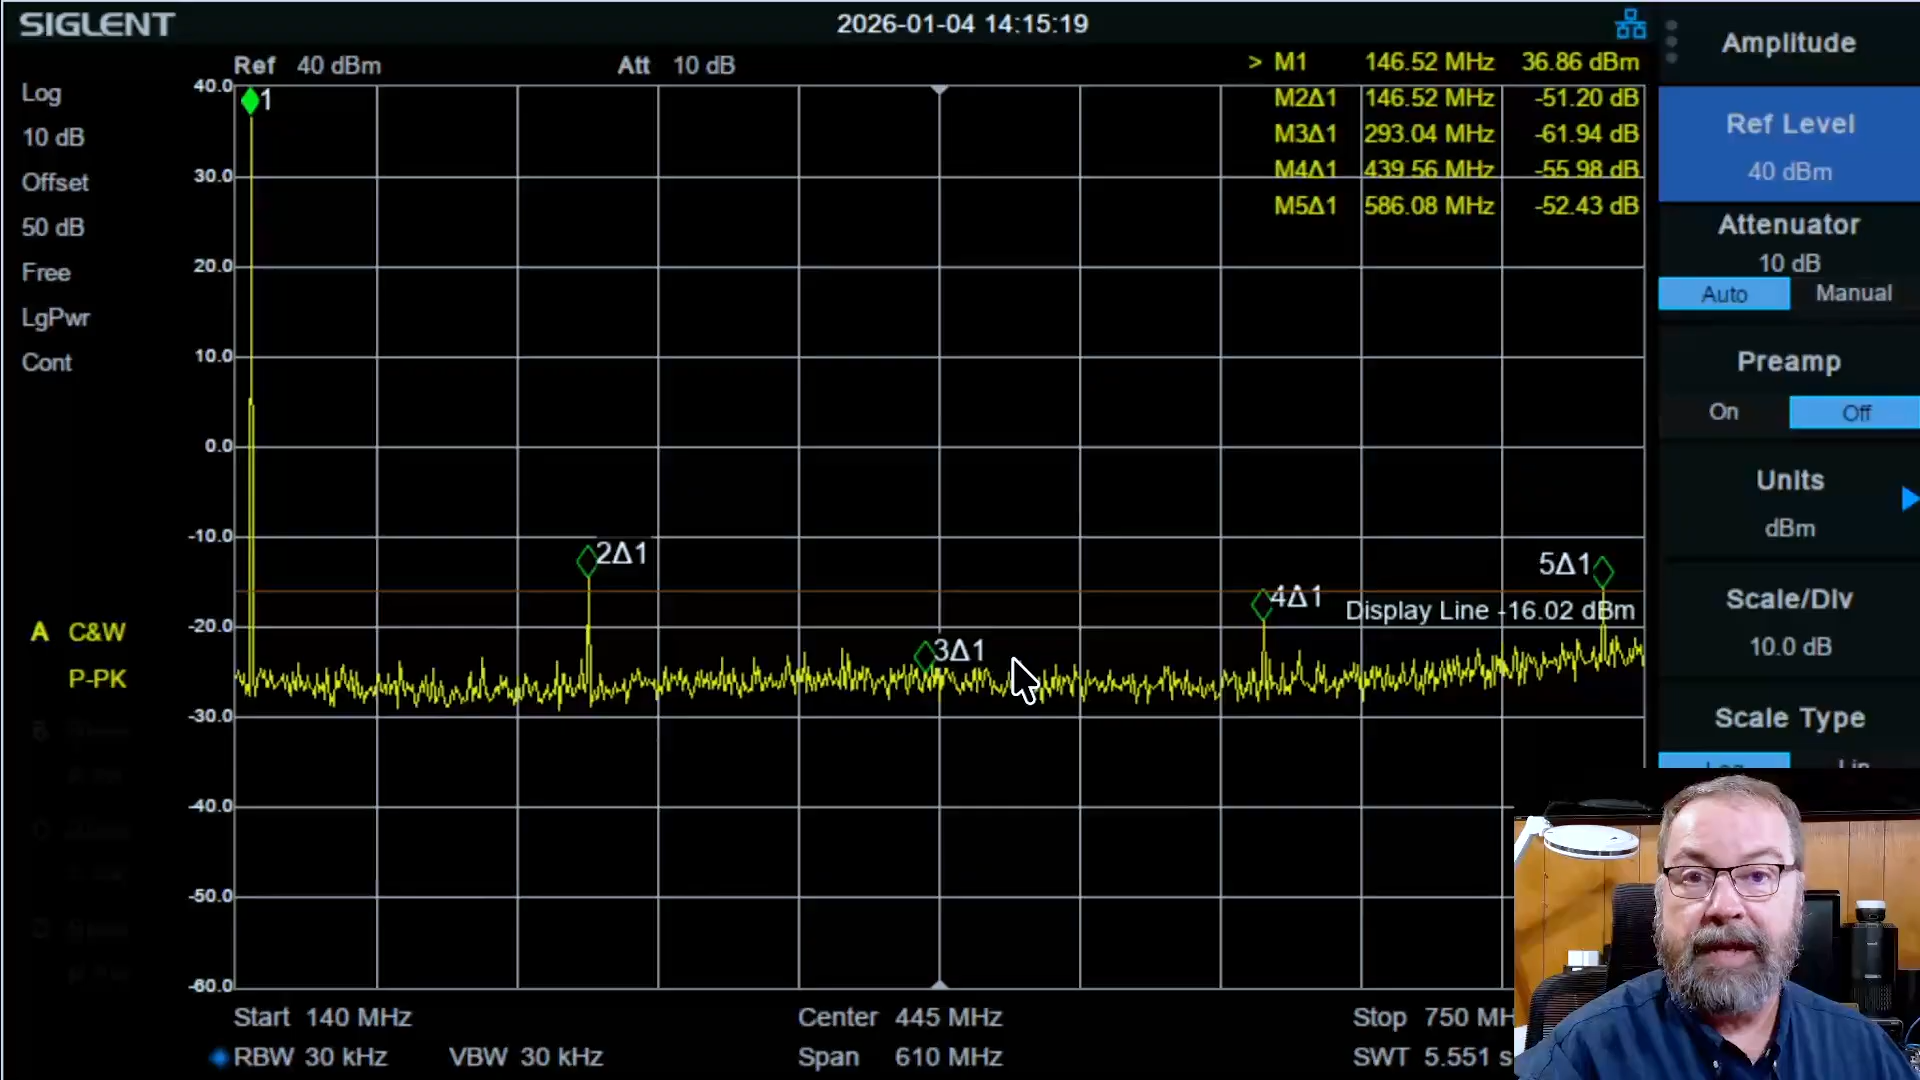 SIGLENT
2026-01-04 14:15:19
Ref 40 dBm
Att 10 dB
> M1 146.52 MHz 36.86 dBm
M2Δ1 146.52 MHz -51.20 dB
M3Δ1 293.04 MHz -61.94 dB
M4Δ1 439.56 MHz -55.98 dB
M5Δ1 586.08 MHz -52.43 dB
Log
10 dB
Offset
50 dB
Free
LgPwr
Cont
A C&W
P-PK
40.0
30.0
20.0
10.0
0.0
-10.0
-20.0
-30.0
-40.0
-50.0
-60.0
1
2Δ1
3Δ1
4Δ1
5Δ1
Display Line -16.02 dBm
Start 140 MHz
Center 445 MHz
Stop 750 MH
RBW 30 kHz
VBW 30 kHz
Span 610 MHz
SWT 5.551 s
Amplitude
Ref Level
40 dBm
Attenuator
10 dB
Auto Manual
Preamp
On Off
Units
dBm
Scale/Div
10.0 dB
Scale Type